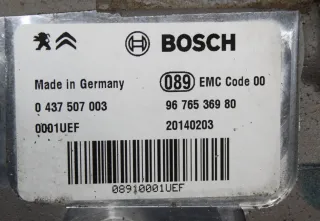 BOSCH
Made in Germany 089 EMC Code 00
0 437 507 003 96 765 369 80
0001UEF 20140203
08910001UEF